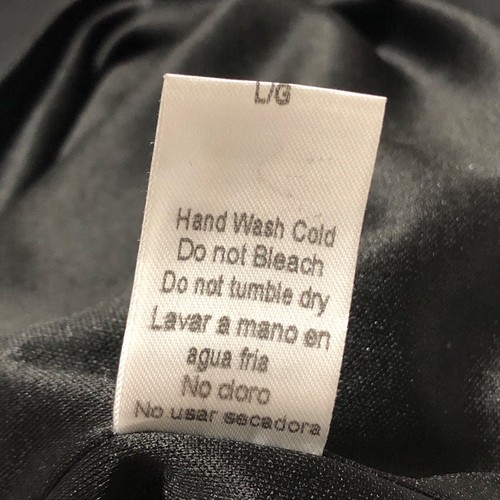 L/G
Hand Wash Cold
Do not Bleach
Do not tumble dry
Lavar a mano en
agua fria
No cloro
No usar secadora